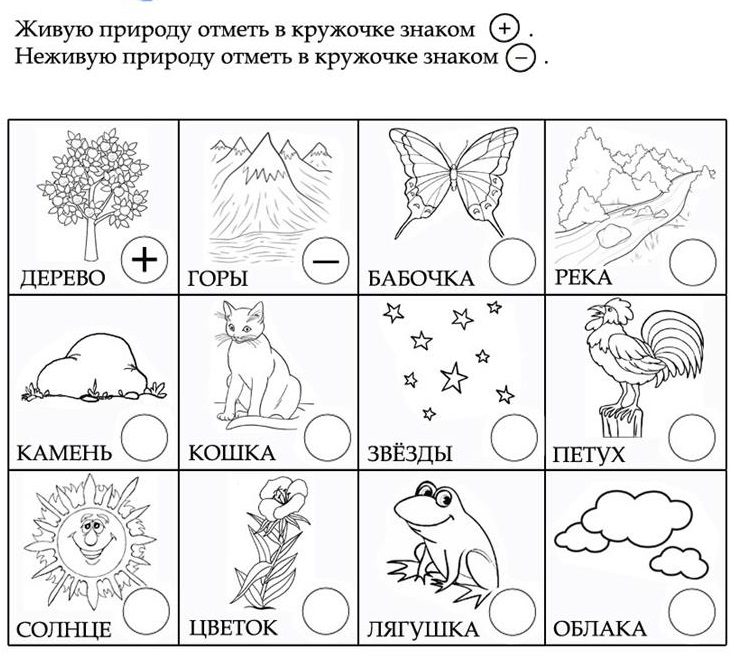 Живую природу отметь в кружочке знаком + .
Неживую природу отметь в кружочке знаком − .
ДЕРЕВО +
ГОРЫ −
БАБОЧКА
РЕКА
КАМЕНЬ
КОШКА
ЗВЁЗДЫ
ПЕТУХ
СОЛНЦЕ
ЦВЕТОК
ЛЯГУШКА
ОБЛАКА